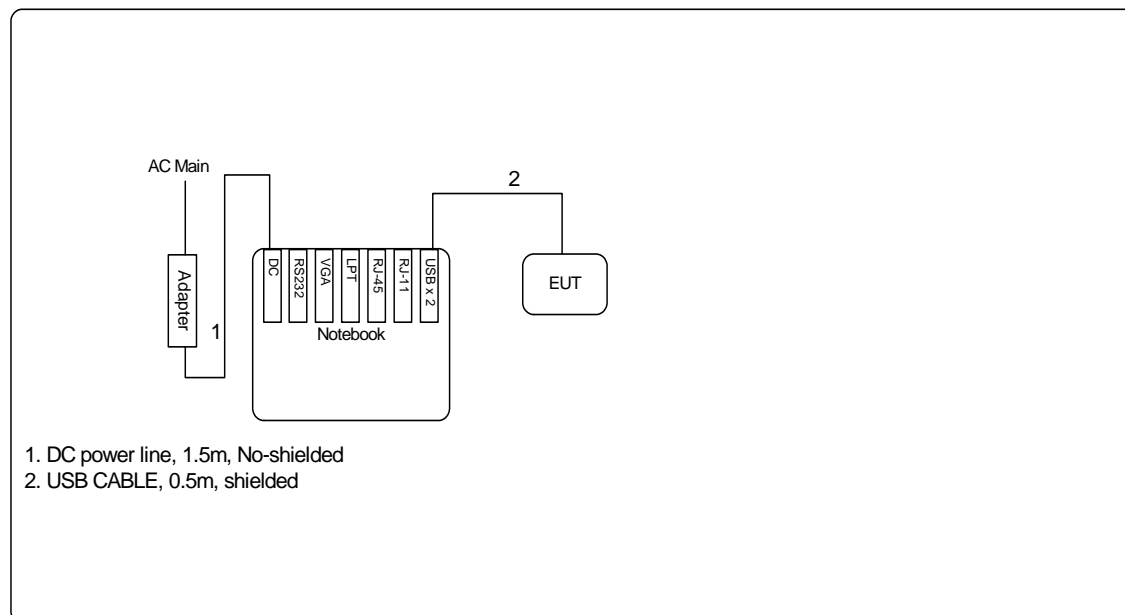 AC Main
2
Adapter
1
DC
RS232
VGA
LPT
RJ-45
RJ-11
USB x 2
Notebook
EUT
1. DC power line, 1.5m, No-shielded
2. USB CABLE, 0.5m, shielded